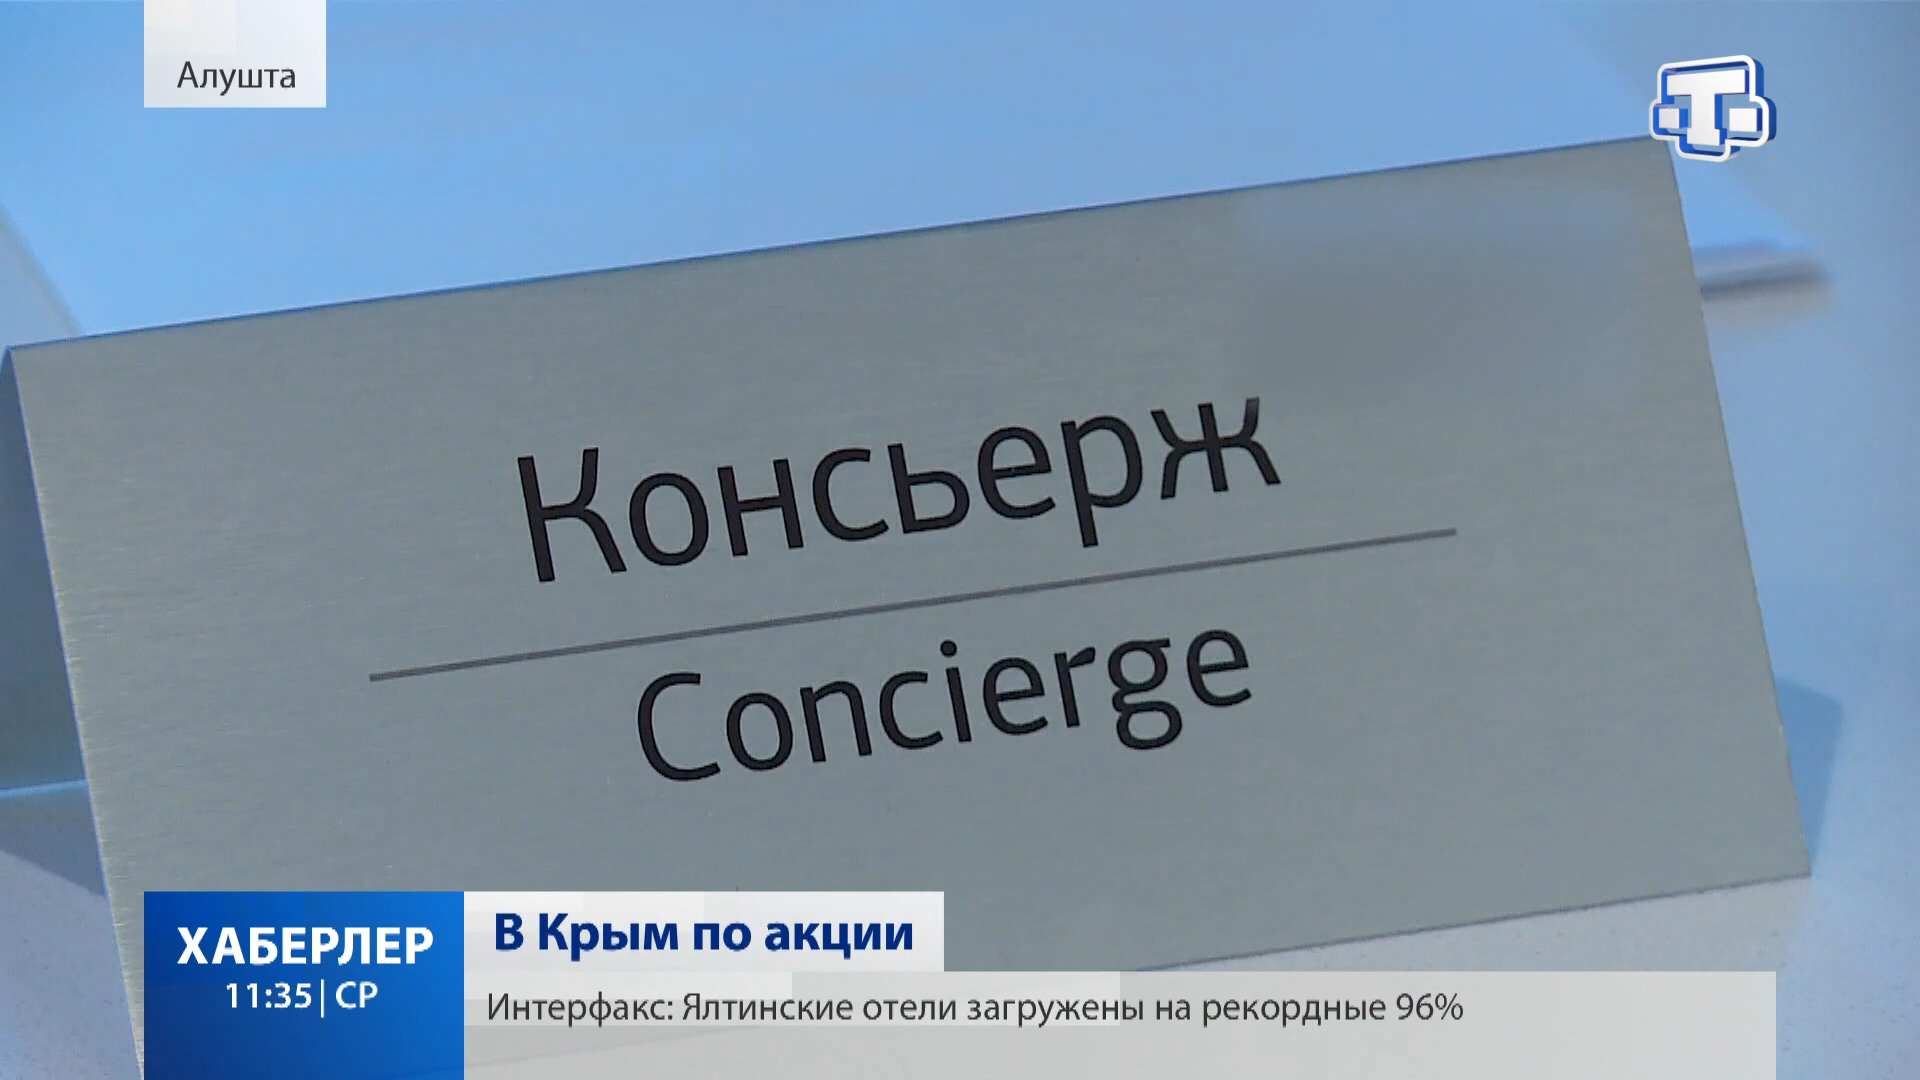 Алушта
Т
Консьерж
Concierge
ХАБЕРЛЕР
11:35 | СР
В Крым по акции
Интерфакс: Ялтинские отели загружены на рекордные 96%